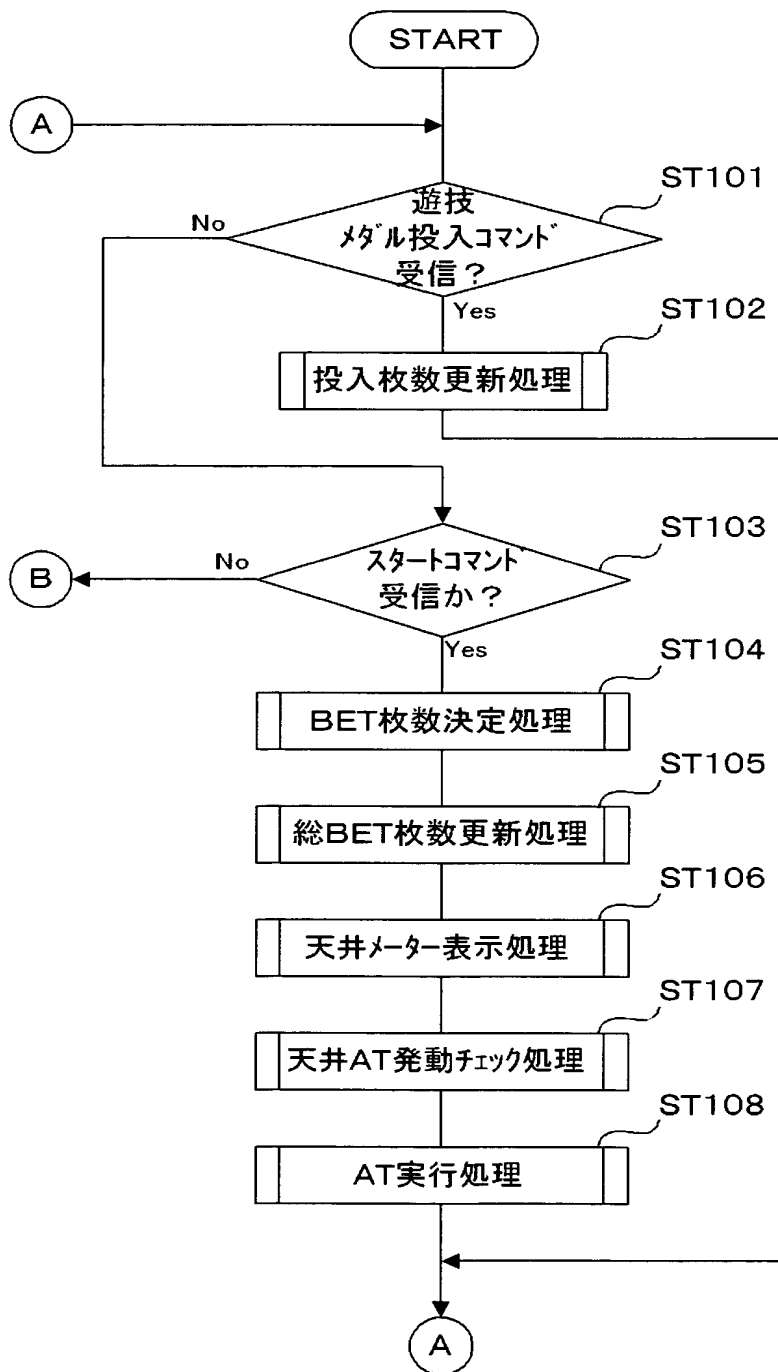 START
A
ST101
遊技
メダル投入コマンド
受信？
No
Yes
ST102
投入枚数更新処理
ST103
スタートコマンド
受信か？
No
B
Yes
ST104
BET枚数決定処理
ST105
総BET枚数更新処理
ST106
天井メーター表示処理
ST107
天井AT発動チェック処理
ST108
AT実行処理
A